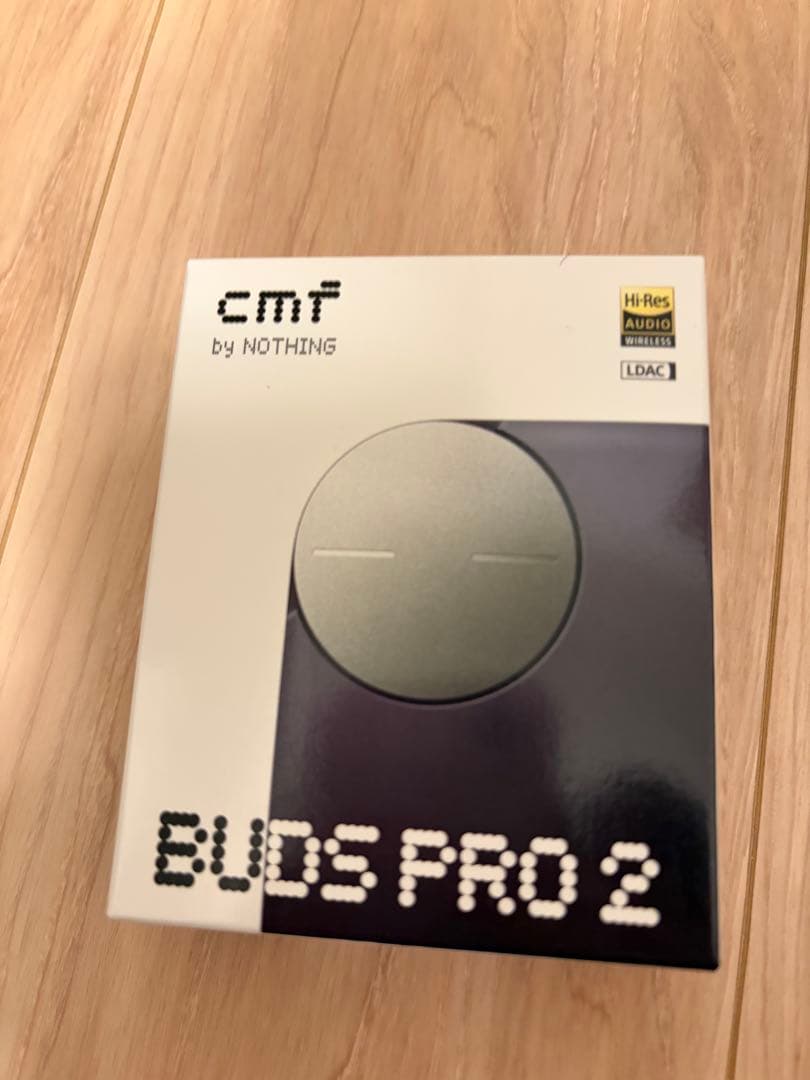 cmf
by NOTHING
Hi-Res
AUDIO
WIRELESS
LDAC
BUDS PRO 2